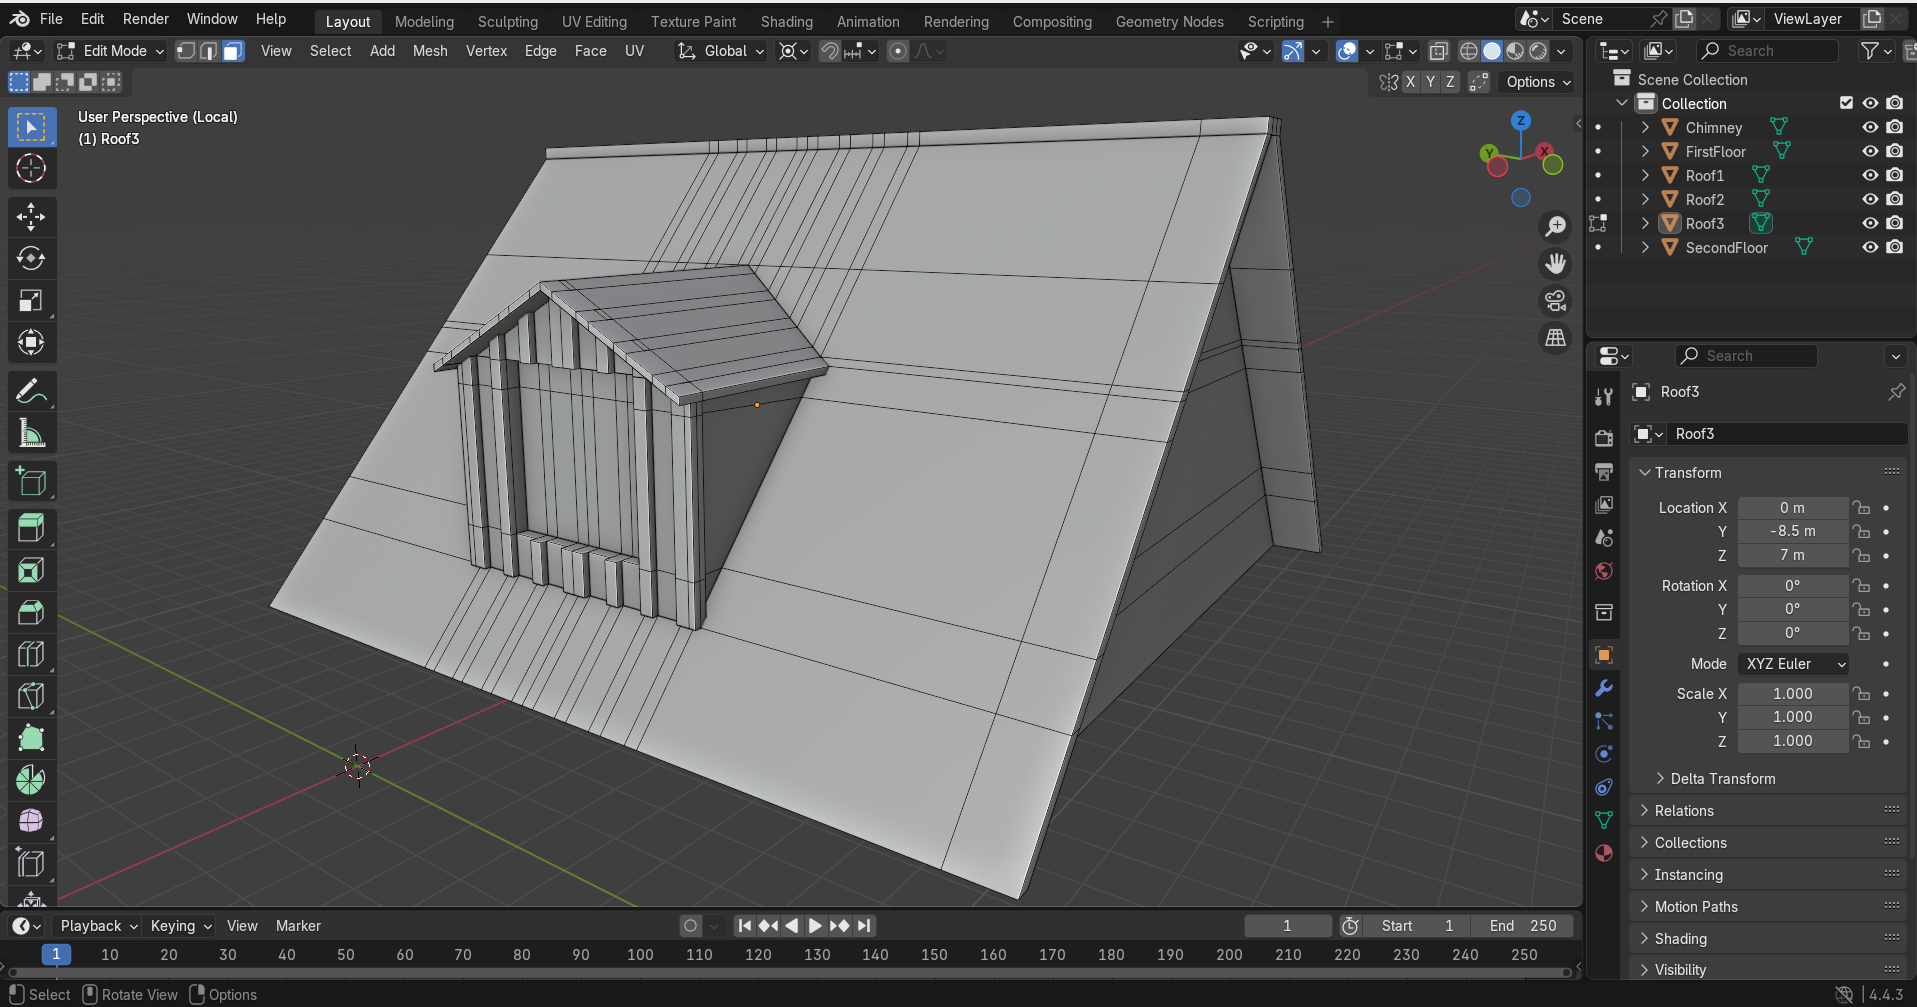 File Edit Render Window Help
Layout Modeling Sculpting UV Editing Texture Paint Shading Animation Rendering Compositing Geometry Nodes Scripting +
Scene
ViewLayer
Edit Mode
View Select Add Mesh Vertex Edge Face UV
Global
Search
X Y Z
Options
User Perspective (Local)
(1) Roof3
Z
Y
X
Scene Collection
Collection
Chimney
FirstFloor
Roof1
Roof2
Roof3
SecondFloor
Search
Roof3
Roof3
Transform
Location X 0 m
Y -8.5 m
Z 7 m
Rotation X 0°
Y 0°
Z 0°
Mode XYZ Euler
Scale X 1.000
Y 1.000
Z 1.000
Delta Transform
Relations
Collections
Instancing
Motion Paths
Shading
Visibility
Playback Keying View Marker
1
Start 1
End 250
1 10 20 30 40 50 60 70 80 90 100 110 120 130 140 150 160 170 180 190 200 210 220 230 240 250
Select Rotate View Options
4.4.3